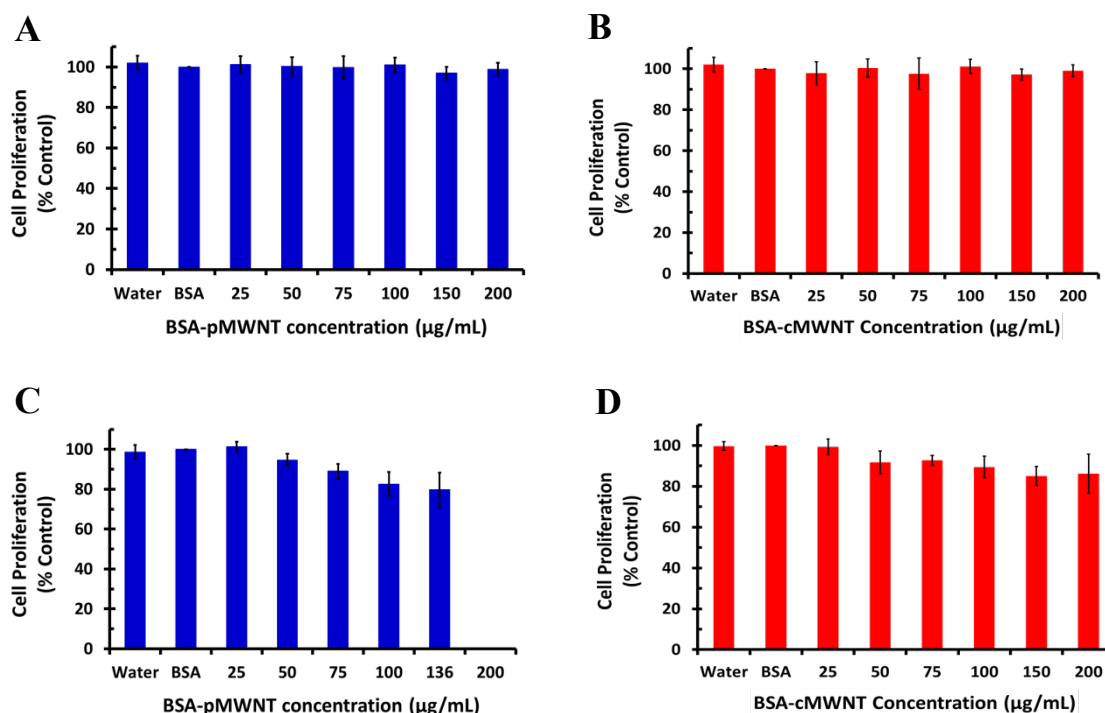 A
Cell Proliferation
(% Control)
100
80
60
40
20
0
Water BSA 25 50 75 100 150 200
BSA-pMWNT concentration (µg/mL)
B
Cell Proliferation
(% Control)
100
80
60
40
20
0
Water BSA 25 50 75 100 150 200
BSA-cMWNT Concentration (µg/mL)
C
Cell Proliferation
(% Control)
100
80
60
40
20
0
Water BSA 25 50 75 100 136 200
BSA-pMWNT concentration (µg/mL)
D
Cell Proliferation
(% Control)
100
80
60
40
20
0
Water BSA 25 50 75 100 150 200
BSA-cMWNT Concentration (µg/mL)